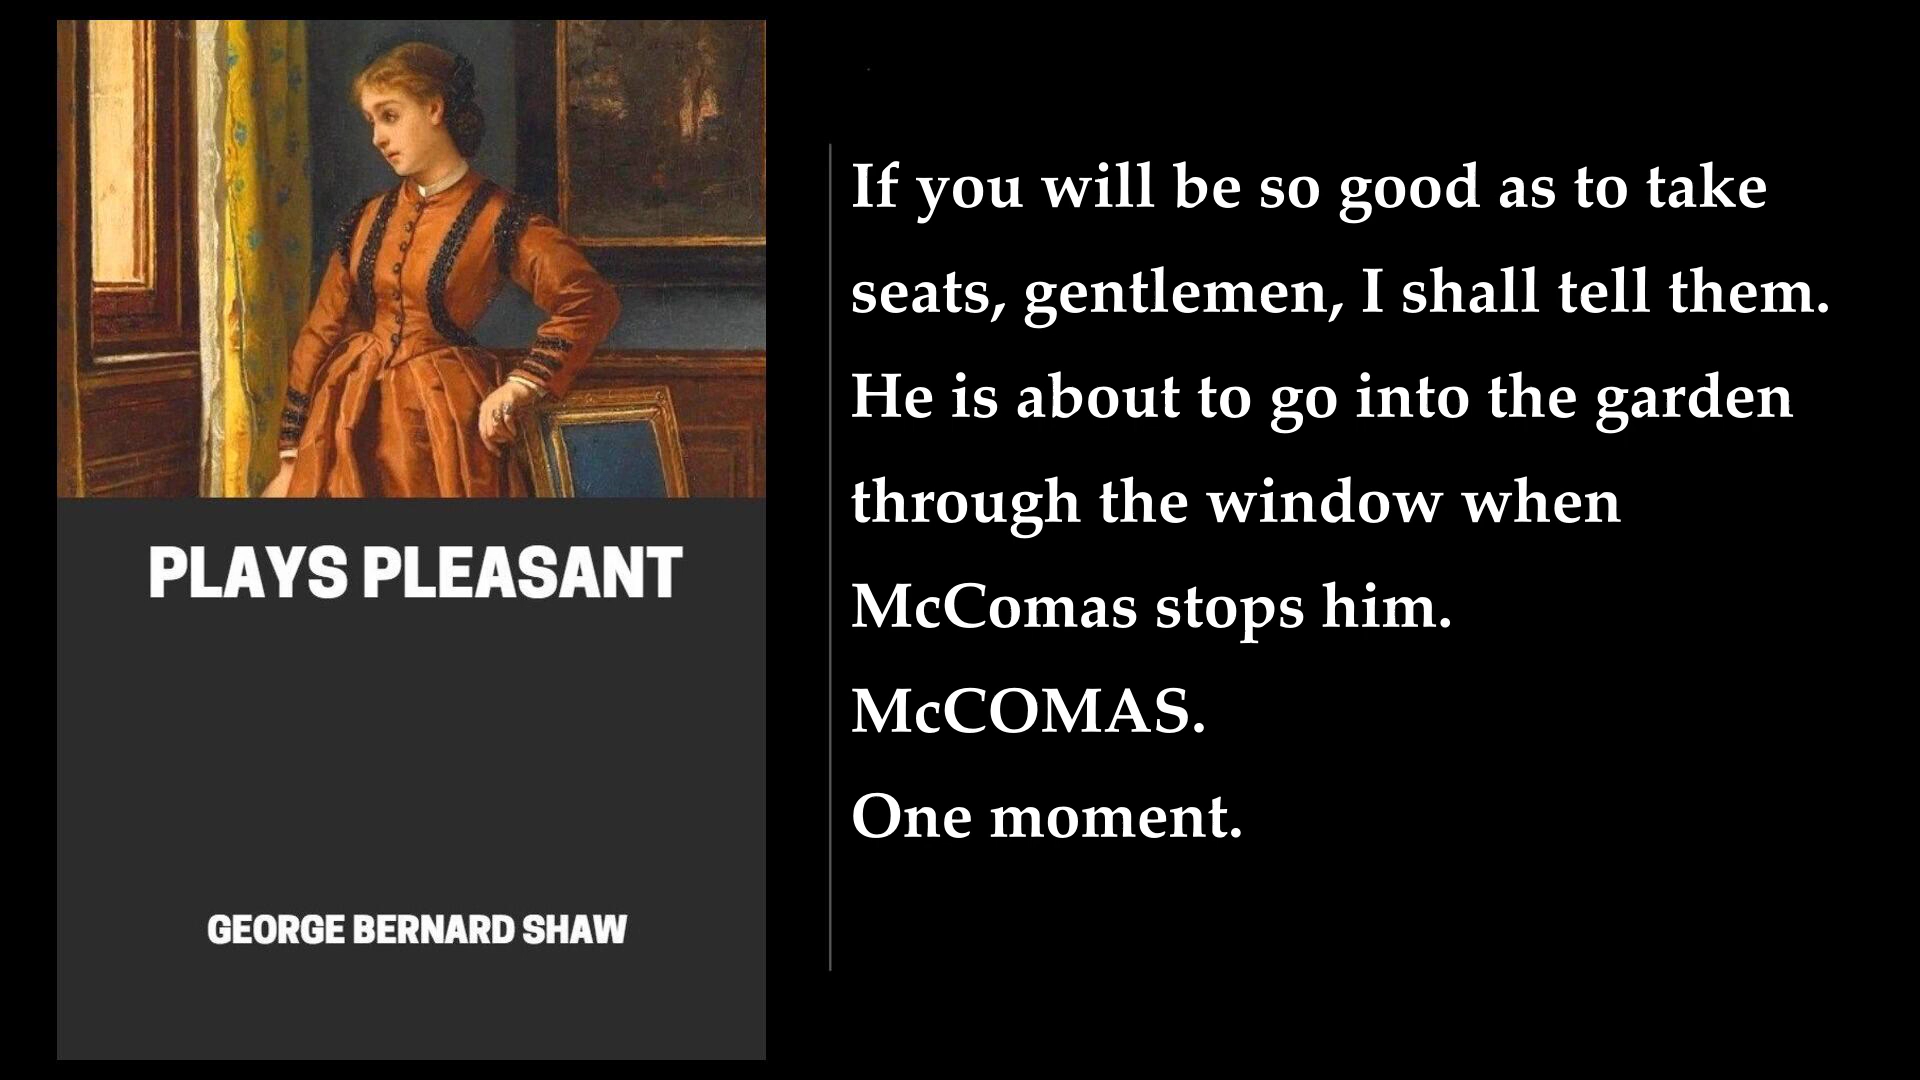 PLAYS PLEASANT
GEORGE BERNARD SHAW
If you will be so good as to take
seats, gentlemen, I shall tell them.
He is about to go into the garden
through the window when
McComas stops him.
McCOMAS.
One moment.